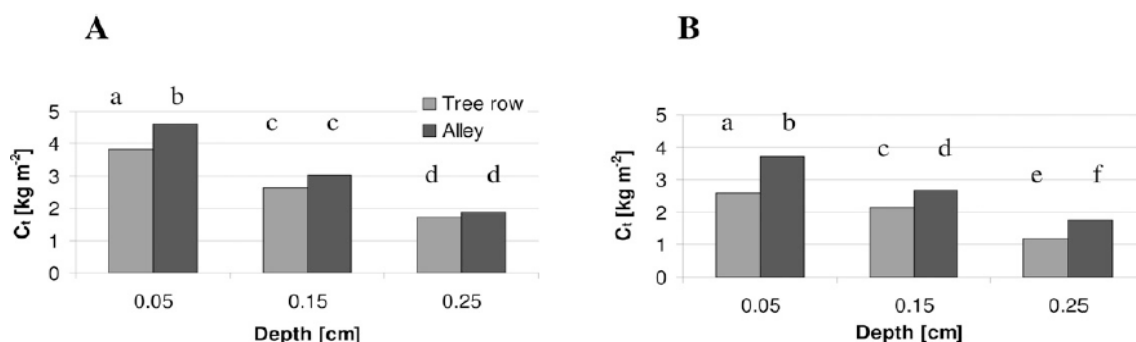 A
B
a b
c c
d d
Tree row
Alley
5
4
3
2
1
0
Cₜ [kg m⁻²]
0.05 0.15 0.25
Depth [cm]
a b
c d
e f
5
4
3
2
1
0
Cₜ [kg m⁻²]
0.05 0.15 0.25
Depth [cm]